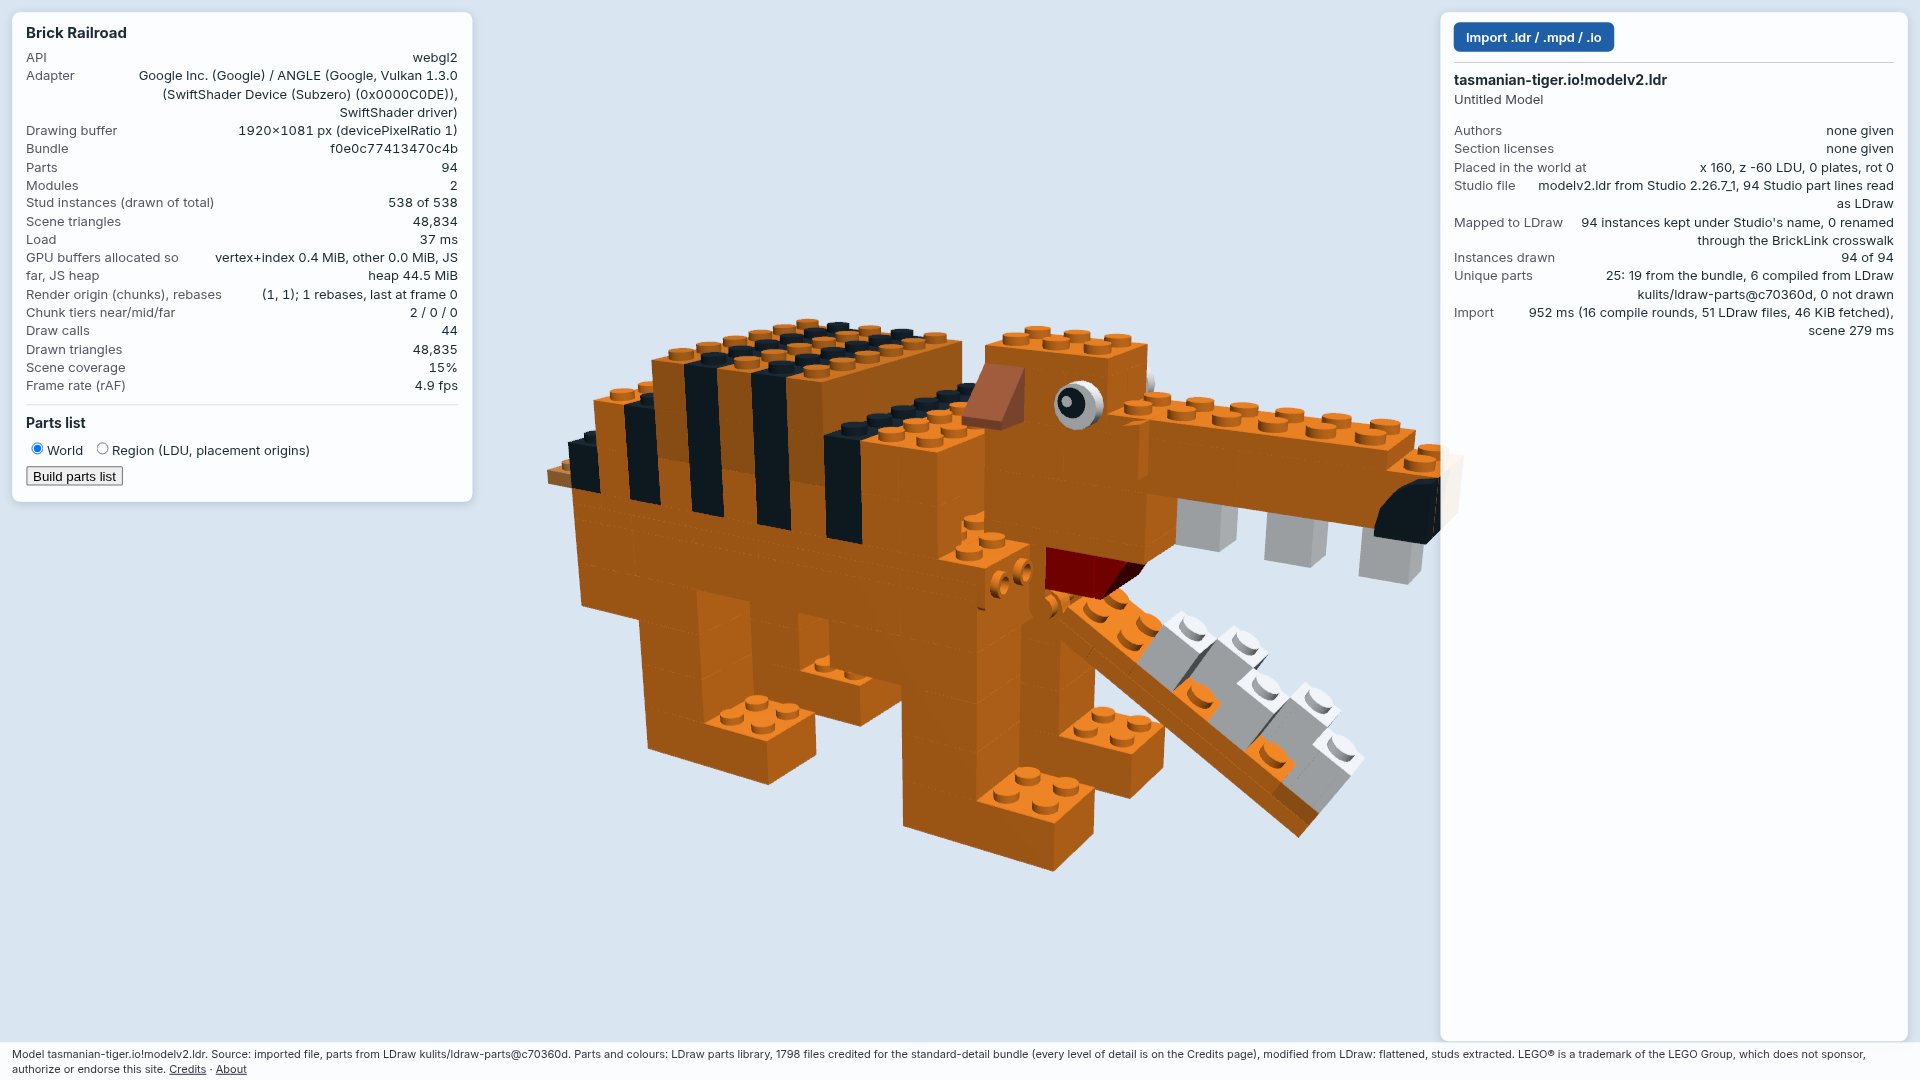 Brick Railroad
API webgl2
Adapter Google Inc. (Google) / ANGLE (Google, Vulkan 1.3.0
(SwiftShader Device (Subzero) (0x0000C0DE)),
SwiftShader driver)
Drawing buffer 1920×1081 px (devicePixelRatio 1)
Bundle f0e0c77413470c4b
Parts 94
Modules 2
Stud instances (drawn of total) 538 of 538
Scene triangles 48,834
Load 37 ms
GPU buffers allocated so vertex+index 0.4 MiB, other 0.0 MiB, JS
far, JS heap heap 44.5 MiB
Render origin (chunks), rebases (1, 1); 1 rebases, last at frame 0
Chunk tiers near/mid/far 2 / 0 / 0
Draw calls 44
Drawn triangles 48,835
Scene coverage 15%
Frame rate (rAF) 4.9 fps
Parts list
World Region (LDU, placement origins)
Build parts list
Import .ldr / .mpd / .io
tasmanian-tiger.io!modelv2.ldr
Untitled Model
Authors none given
Section licenses none given
Placed in the world at x 160, z -60 LDU, 0 plates, rot 0
Studio file modelv2.ldr from Studio 2.26.7_1, 94 Studio part lines read
as LDraw
Mapped to LDraw 94 instances kept under Studio's name, 0 renamed
through the BrickLink crosswalk
Instances drawn 94 of 94
Unique parts 25: 19 from the bundle, 6 compiled from LDraw
kulits/ldraw-parts@c70360d, 0 not drawn
Import 952 ms (16 compile rounds, 51 LDraw files, 46 KiB fetched),
scene 279 ms
Model tasmanian-tiger.io!modelv2.ldr. Source: imported file, parts from LDraw kulits/ldraw-parts@c70360d. Parts and colours: LDraw parts library, 1798 files credited for the standard-detail bundle (every level of detail is on the Credits page), modified from LDraw: flattened, studs extracted. LEGO® is a trademark of the LEGO Group, which does not sponsor,
authorize or endorse this site. Credits · About